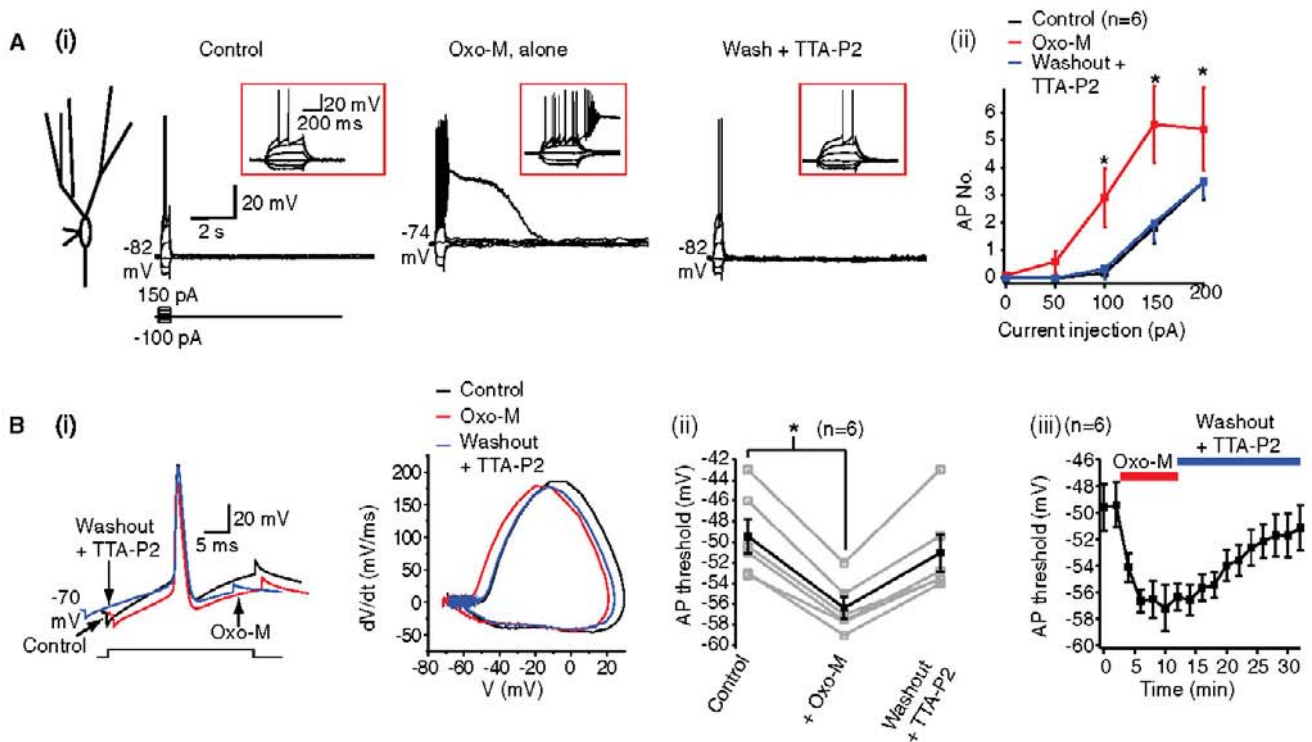 A (i)
Control
20 mV
200 ms
20 mV
2 s
-82
mV
150 pA
-100 pA
Oxo-M, alone
-74
mV
Wash + TTA-P2
-82
mV
(ii)
Control (n=6)
Oxo-M
Washout +
TTA-P2
*
*
*
AP No.
6
5
4
3
2
1
0
0 50 100 150 200
Current injection (pA)
B (i)
Washout
+ TTA-P2
20 mV
5 ms
-70
mV
Control
Oxo-M
Control
Oxo-M
Washout
+ TTA-P2
dV/dt (mV/ms)
200
150
100
50
0
-50
-80 -60 -40 -20 0 20
V (mV)
(ii)
* (n=6)
AP threshold (mV)
-42
-44
-46
-48
-50
-52
-54
-56
-58
-60
Control
+ Oxo-M
Washout
+ TTA-P2
(iii) (n=6)
Washout
+ TTA-P2
Oxo-M
AP threshold (mV)
-46
-48
-50
-52
-54
-56
-58
-60
0 5 10 15 20 25 30
Time (min)